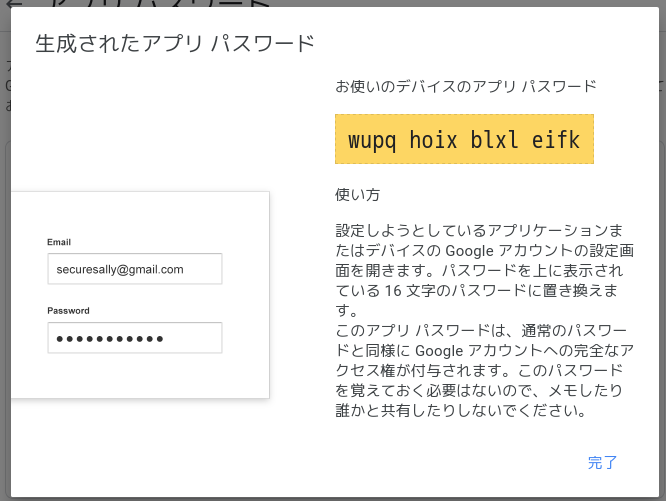 生成されたアプリ パスワード
お使いのデバイスのアプリ パスワード
wupq hoix blxl eifk
使い方
設定しようとしているアプリケーションま
たはデバイスの Google アカウントの設定画
面を開きます。パスワードを上に表示され
ている 16 文字のパスワードに置き換えま
す。
このアプリ パスワードは、通常のパスワー
ドと同様に Google アカウントへの完全なア
クセス権が付与されます。このパスワード
を覚えておく必要はないので、メモしたり
誰かと共有したりしないでください。
Email
securesally@gmail.com
Password
●●●●●●●●●●●
完了